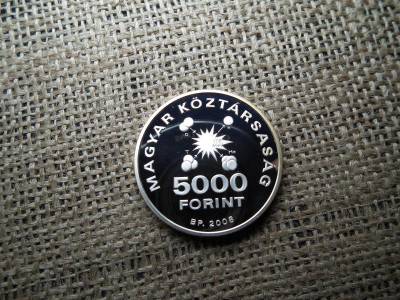 MAGYAR KÖZTÁRSASÁG
5000
FORINT
BP. 2008